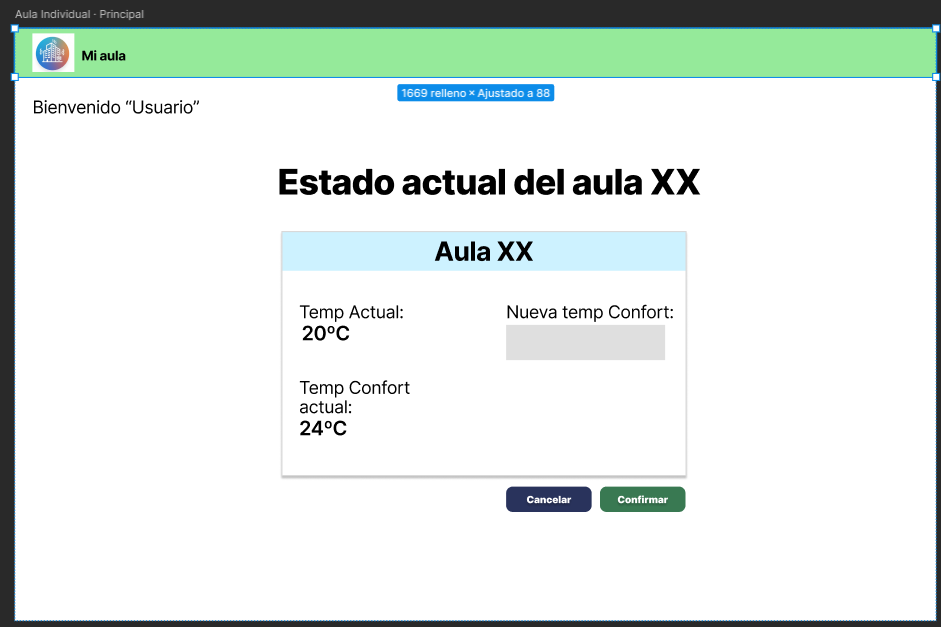 Aula Individual - Principal
Mi aula
1669 relleno × Ajustado a 88
Bienvenido “Usuario”
Estado actual del aula XX
Aula XX
Temp Actual:
20ºC
Nueva temp Confort:
Temp Confort
actual:
24ºC
Cancelar
Confirmar